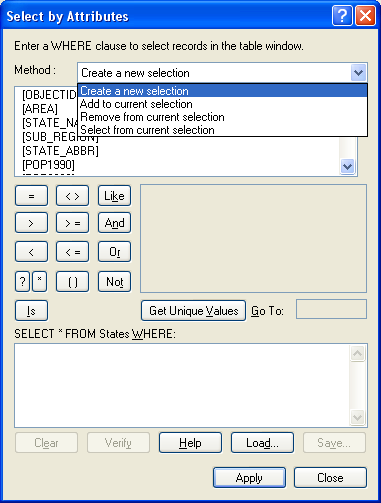 Select by Attributes
?
Enter a WHERE clause to select records in the table window.
Method : Create a new selection
Create a new selection
Add to current selection
Remove from current selection
Select from current selection
[OBJECTID
[AREA]
[STATE_NA
[SUB_REGION]
[STATE_ABBR]
[POP1990]
= < > Like
> > = And
< < = Or
? * ( ) Not
Is Get Unique Values Go To:
SELECT * FROM States WHERE:
Clear Verify Help Load... Save...
Apply Close